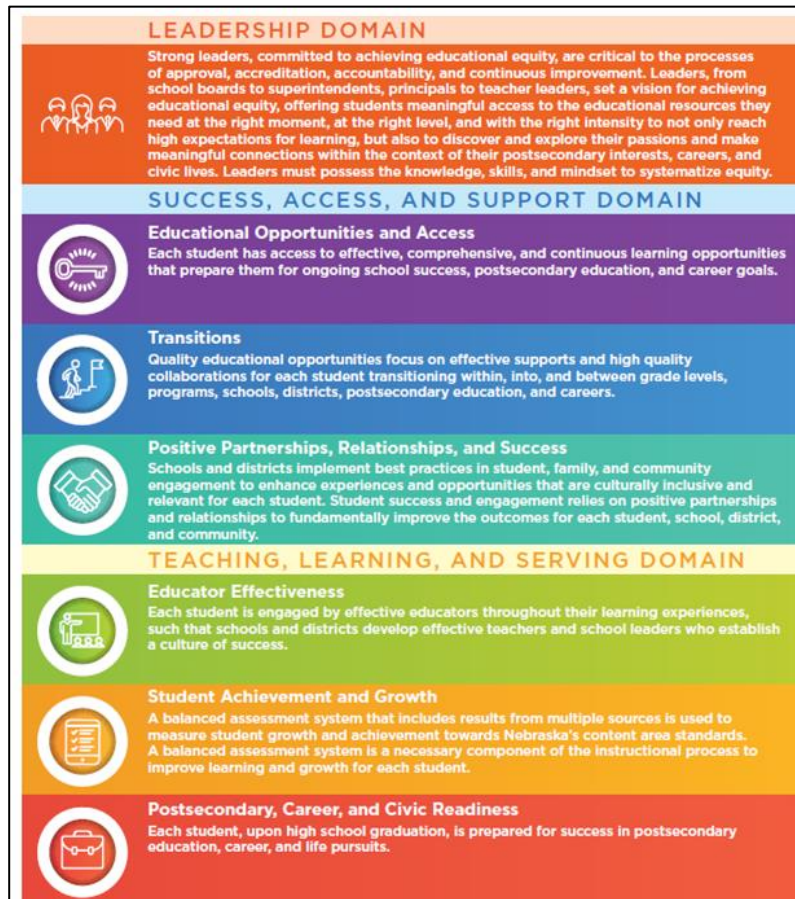 LEADERSHIP DOMAIN
Strong leaders, committed to achieving educational equity, are critical to the processes
of approval, accreditation, accountability, and continuous improvement. Leaders, from
school boards to superintendents, principals to teacher leaders, set a vision for achieving
educational equity, offering students meaningful access to the educational resources they
need at the right moment, at the right level, and with the right intensity to not only reach
high expectations for learning, but also to discover and explore their passions and make
meaningful connections within the context of their postsecondary interests, careers, and
civic lives. Leaders must possess the knowledge, skills, and mindset to systematize equity.
SUCCESS, ACCESS, AND SUPPORT DOMAIN
Educational Opportunities and Access
Each student has access to effective, comprehensive, and continuous learning opportunities
that prepare them for ongoing school success, postsecondary education, and career goals.
Transitions
Quality educational opportunities focus on effective supports and high quality
collaborations for each student transitioning within, into, and between grade levels,
programs, schools, districts, postsecondary education, and careers.
Positive Partnerships, Relationships, and Success
Schools and districts implement best practices in student, family, and community
engagement to enhance experiences and opportunities that are culturally inclusive and
relevant for each student. Student success and engagement relies on positive partnerships
and relationships to fundamentally improve the outcomes for each student, school, district,
and community.
TEACHING, LEARNING, AND SERVING DOMAIN
Educator Effectiveness
Each student is engaged by effective educators throughout their learning experiences,
such that schools and districts develop effective teachers and school leaders who establish
a culture of success.
Student Achievement and Growth
A balanced assessment system that includes results from multiple sources is used to
measure student growth and achievement towards Nebraska's content area standards.
A balanced assessment system is a necessary component of the instructional process to
improve learning and growth for each student.
Postsecondary, Career, and Civic Readiness
Each student, upon high school graduation, is prepared for success in postsecondary
education, career, and life pursuits.